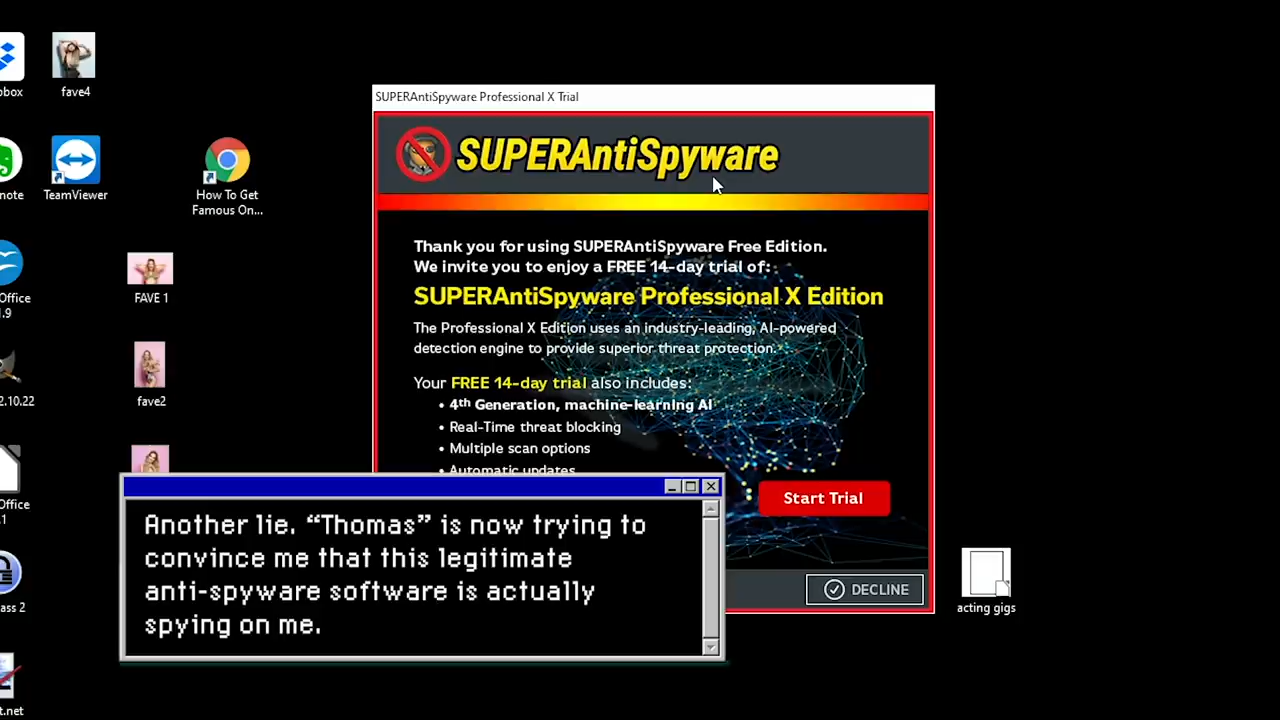 box
fave4
note
TeamViewer
How To Get
Famous On...
Office
1.9
FAVE 1
2.10.22
fave2
Office
.1
ass 2
t.net
acting gigs
SUPERAntiSpyware Professional X Trial
SUPERAntiSpyware
Thank you for using SUPERAntiSpyware Free Edition.
We invite you to enjoy a FREE 14-day trial of:
SUPERAntiSpyware Professional X Edition
The Professional X Edition uses an industry-leading, AI-powered
detection engine to provide superior threat protection.
Your FREE 14-day trial also includes:
• 4th Generation, machine-learning AI
• Real-Time threat blocking
• Multiple scan options
• Automatic updates
Start Trial
DECLINE
Another lie. “Thomas” is now trying to
convince me that this legitimate
anti-spyware software is actually
spying on me.